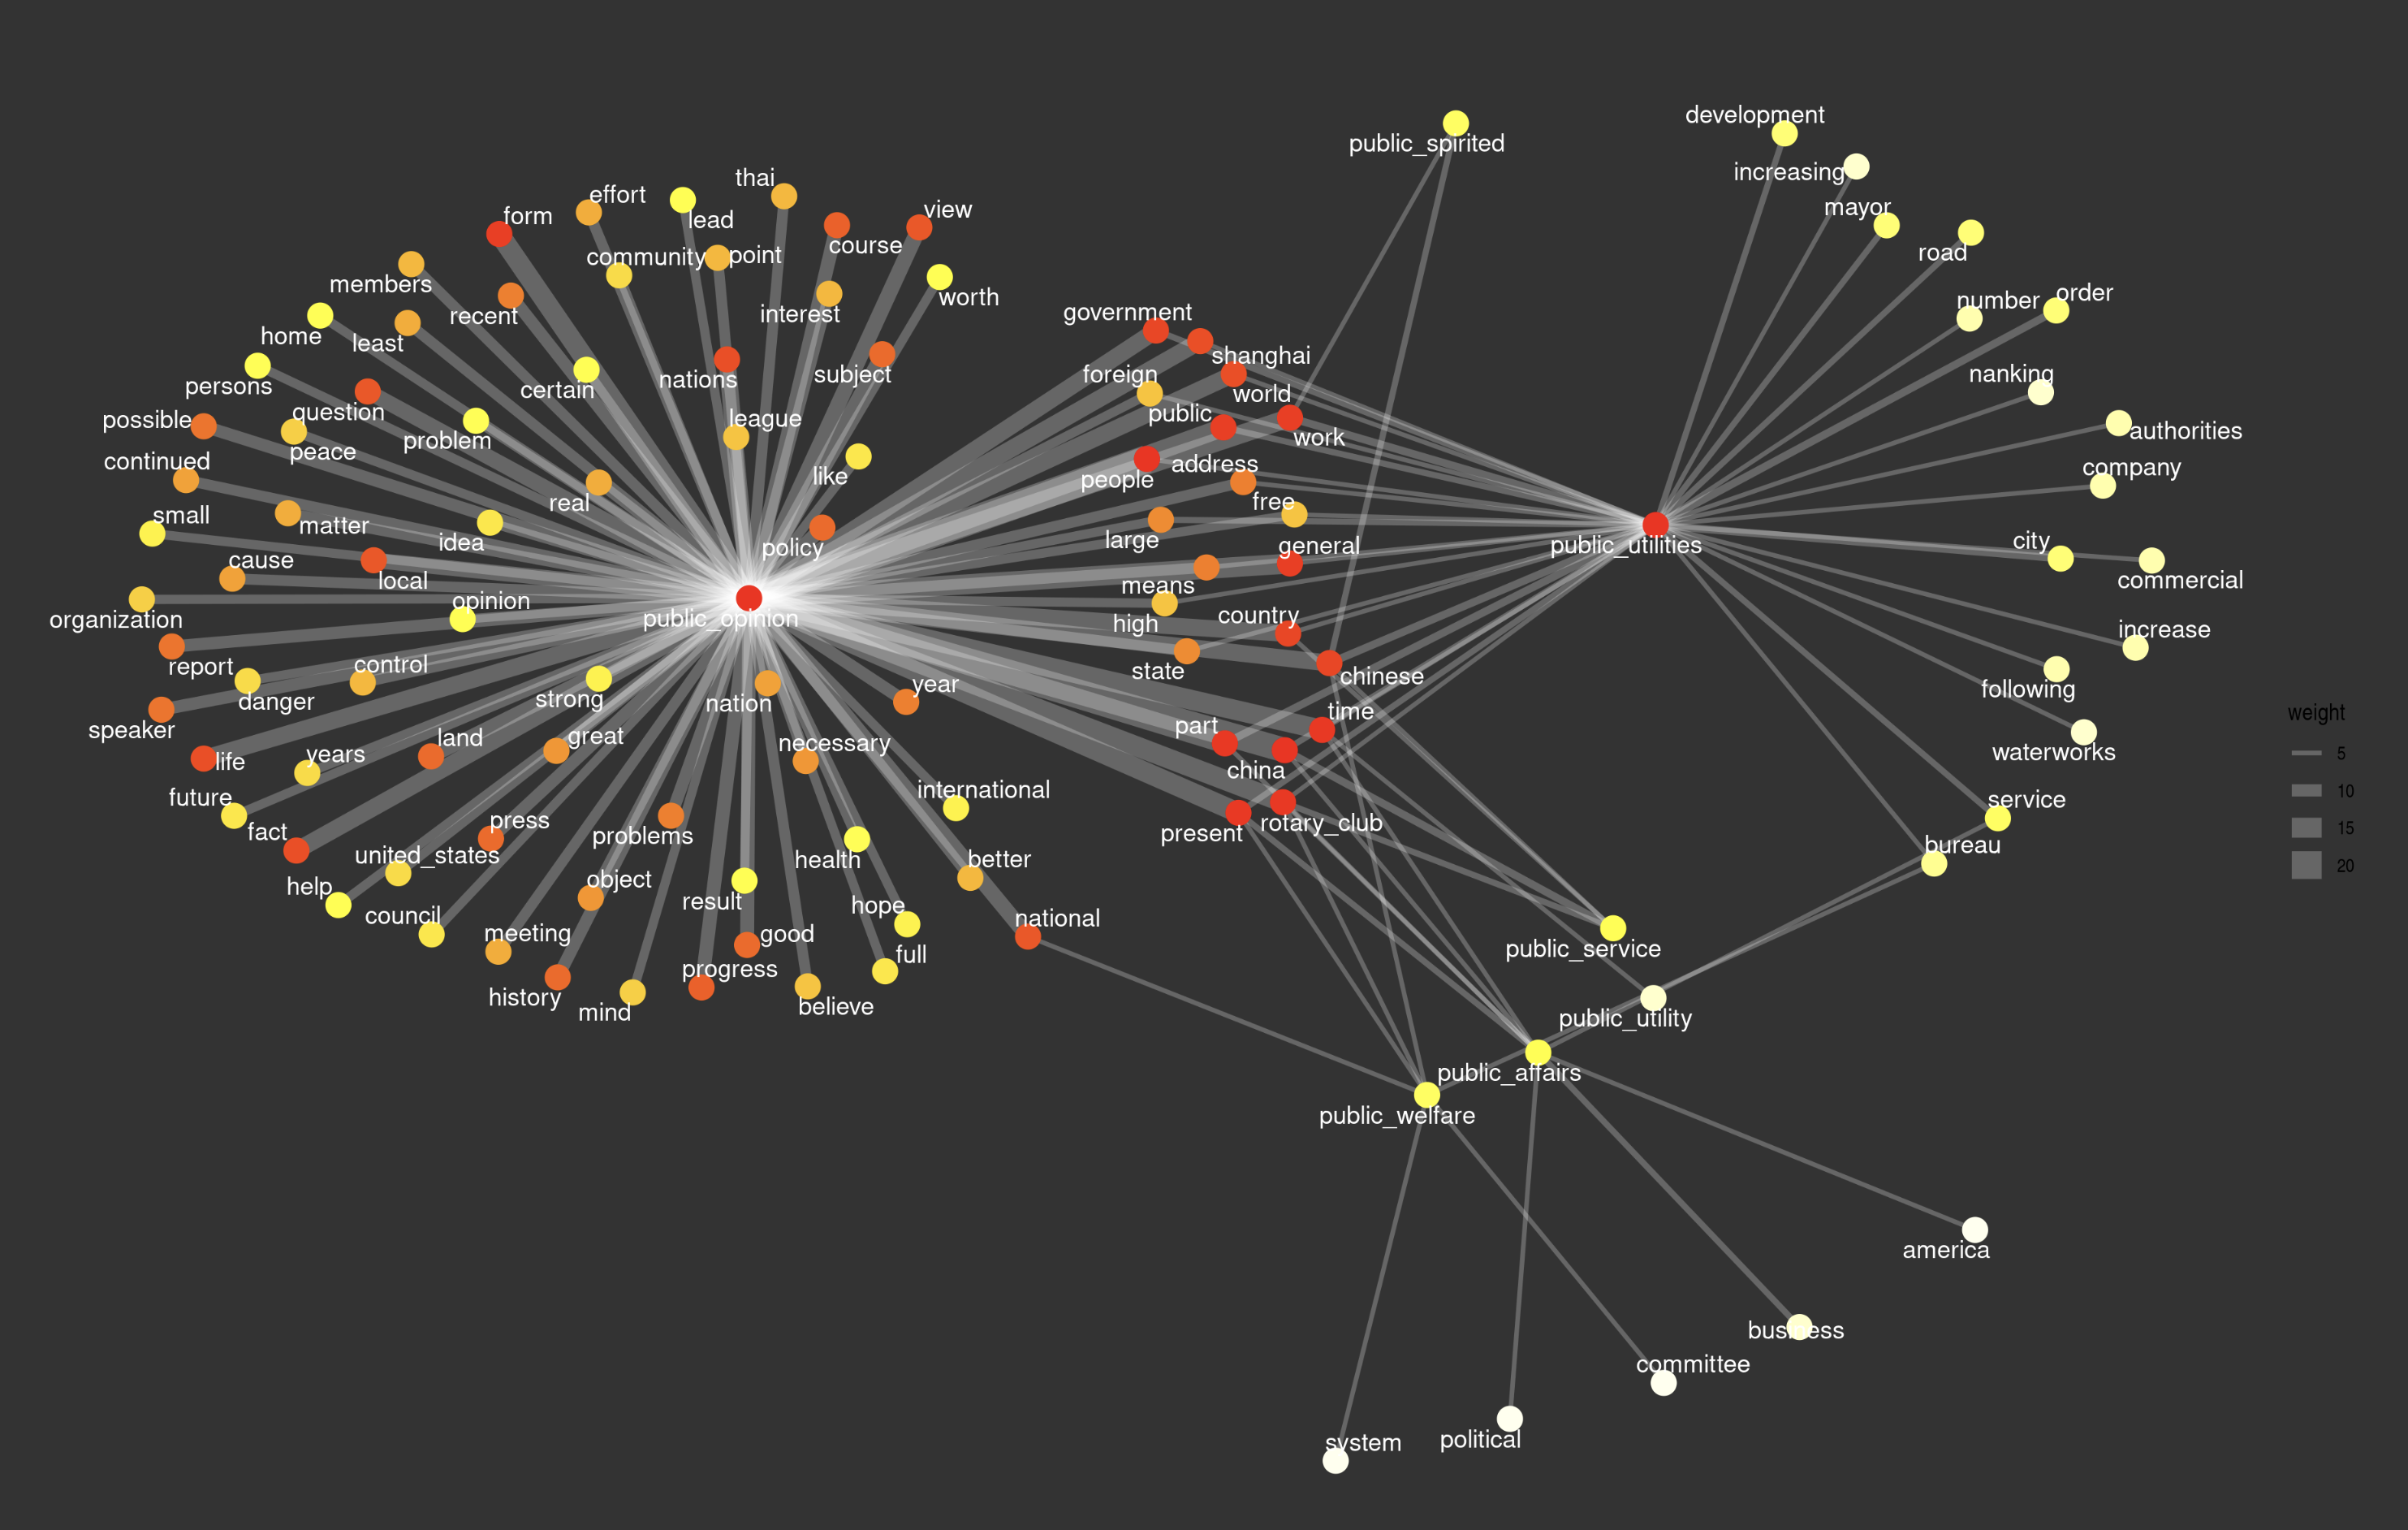 development
public_spirited
increasing
thai
effort
mayor
view
form
lead
course
road
community
point
members
order
worth
number
government
interest
recent
home
least
shanghai
nanking
foreign
subject
nations
persons
certain
world
question
public
possible
league
authorities
work
problem
peace
address
company
continued
like
people
free
real
small
matter
large
city
idea
policy
general
public_utilities
cause
commercial
local
means
opinion
country
organization
public_opinion
high
increase
report
control
state
chinese
year
following
danger
strong
nation
time
weight
part
speaker
land
great
necessary
5
years
waterworks
life
china
international
10
future
service
press
rotary_club
15
fact
problems
present
bureau
united_states
health
better
20
help
object
result
hope
council
national
meeting
good
public_service
full
progress
history
believe
mind
public_utility
public_affairs
public_welfare
america
business
committee
system
political